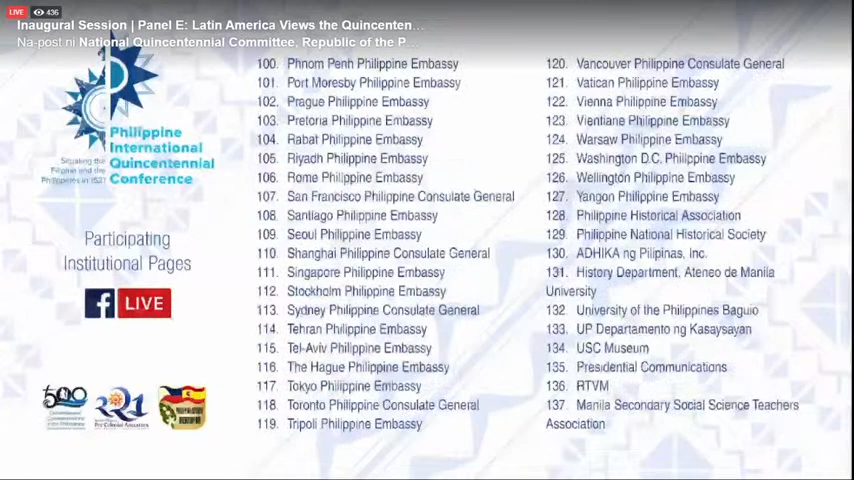 LIVE
436
Inaugural Session | Panel E: Latin America Views the Quincenten...
Na-post ni National Quincentennial Committee, Republic of the P...
Philippine
International
Quincentennial
Conference
Situating the
Filipino and the
Philippines in 1521
Participating
Institutional Pages
f LIVE
500
100. Phnom Penh Philippine Embassy
101. Port Moresby Philippine Embassy
102. Prague Philippine Embassy
103. Pretoria Philippine Embassy
104. Rabat Philippine Embassy
105. Riyadh Philippine Embassy
106. Rome Philippine Embassy
107. San Francisco Philippine Consulate General
108. Santiago Philippine Embassy
109. Seoul Philippine Embassy
110. Shanghai Philippine Consulate General
111. Singapore Philippine Embassy
112. Stockholm Philippine Embassy
113. Sydney Philippine Consulate General
114. Tehran Philippine Embassy
115. Tel-Aviv Philippine Embassy
116. The Hague Philippine Embassy
117. Tokyo Philippine Embassy
118. Toronto Philippine Consulate General
119. Tripoli Philippine Embassy
120. Vancouver Philippine Consulate General
121. Vatican Philippine Embassy
122. Vienna Philippine Embassy
123. Vientiane Philippine Embassy
124. Warsaw Philippine Embassy
125. Washington D.C. Philippine Embassy
126. Wellington Philippine Embassy
127. Yangon Philippine Embassy
128. Philippine Historical Association
129. Philippine National Historical Society
130. ADHIKA ng Pilipinas, Inc.
131. History Department, Ateneo de Manila
University
132. University of the Philippines Baguio
133. UP Departamento ng Kasaysayan
134. USC Museum
135. Presidential Communications
136. RTVM
137. Manila Secondary Social Science Teachers
Association